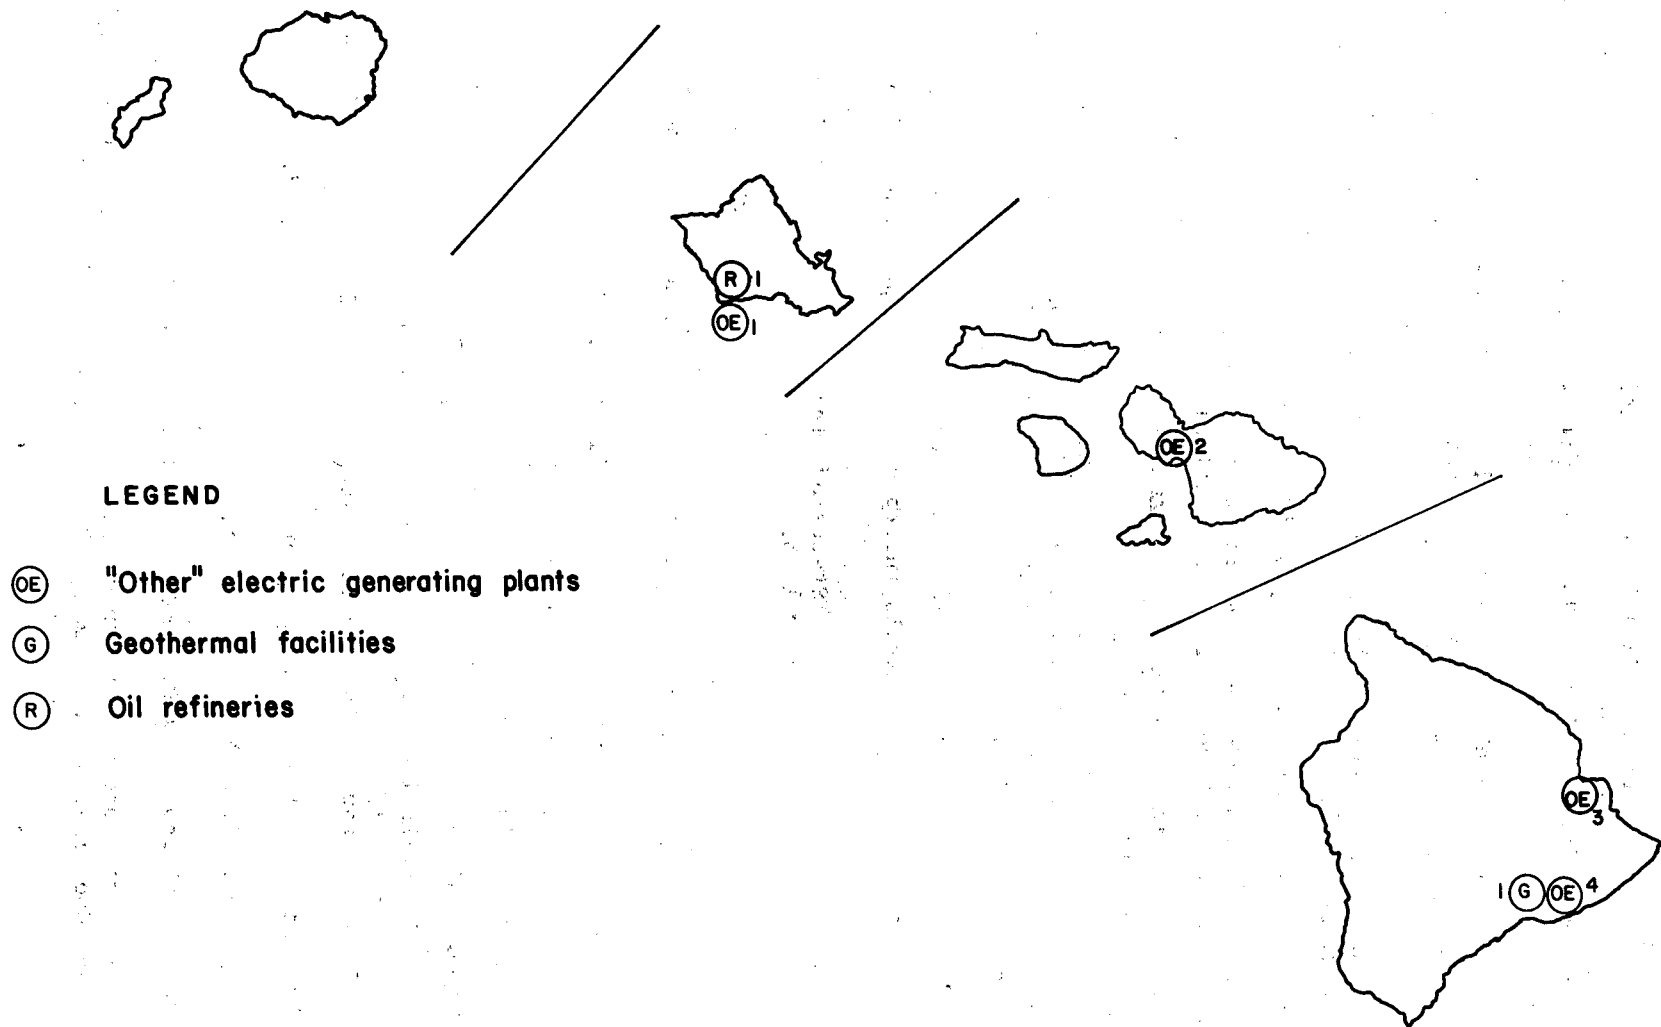 R 1
OE 1
OE 2
LEGEND
OE "Other" electric generating plants
G Geothermal facilities
R Oil refineries
OE 3
1 G OE 4